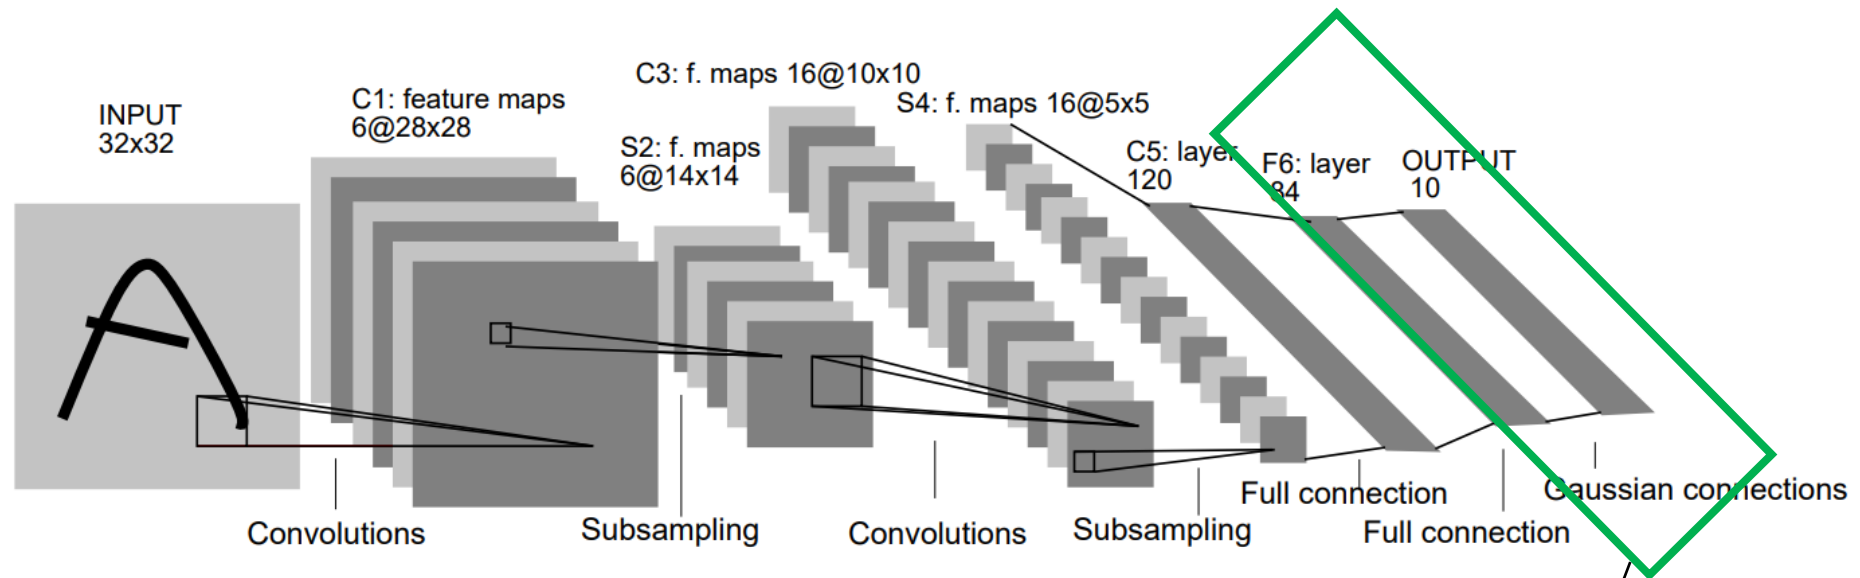 INPUT
32x32
C1: feature maps
6@28x28
S2: f. maps
6@14x14
C3: f. maps 16@10x10
S4: f. maps 16@5x5
C5: layer
120
F6: layer
84
OUTPUT
10
Convolutions
Subsampling
Convolutions
Subsampling
Full connection
Full connection
Gaussian connections